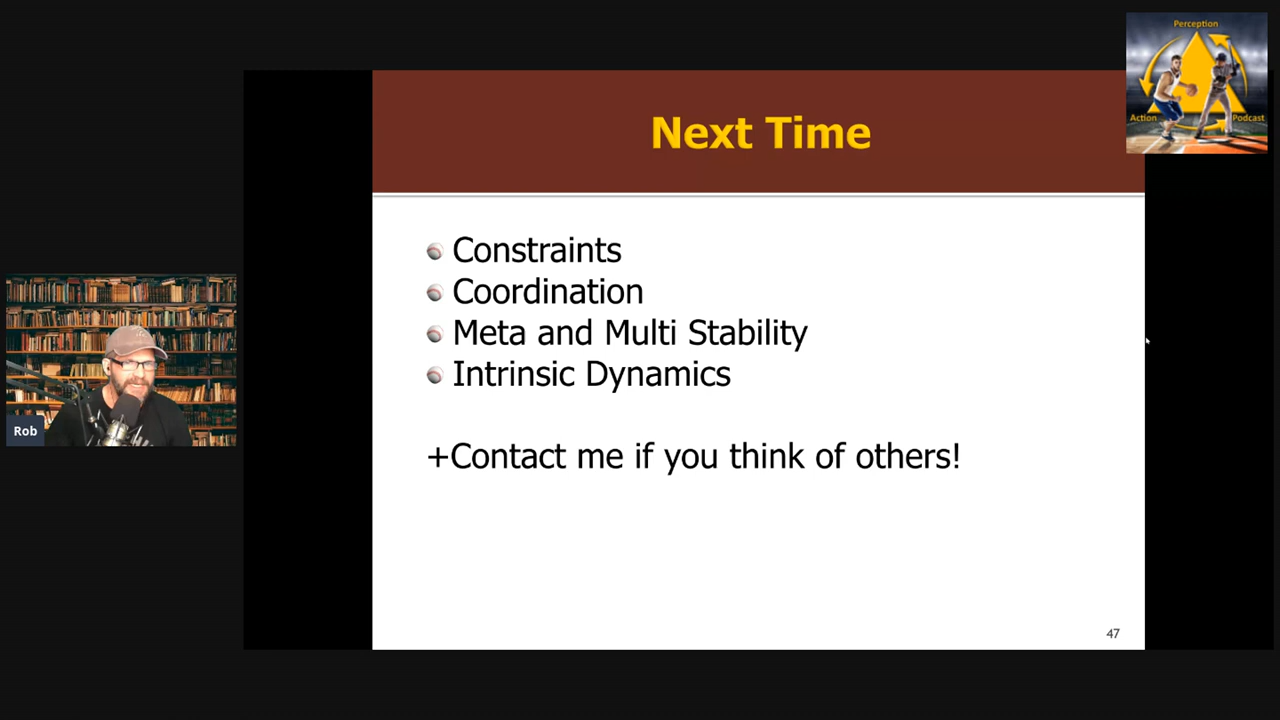 Perception
Action
Podcast
Next Time
Constraints
Coordination
Meta and Multi Stability
Intrinsic Dynamics
+Contact me if you think of others!
Rob
47